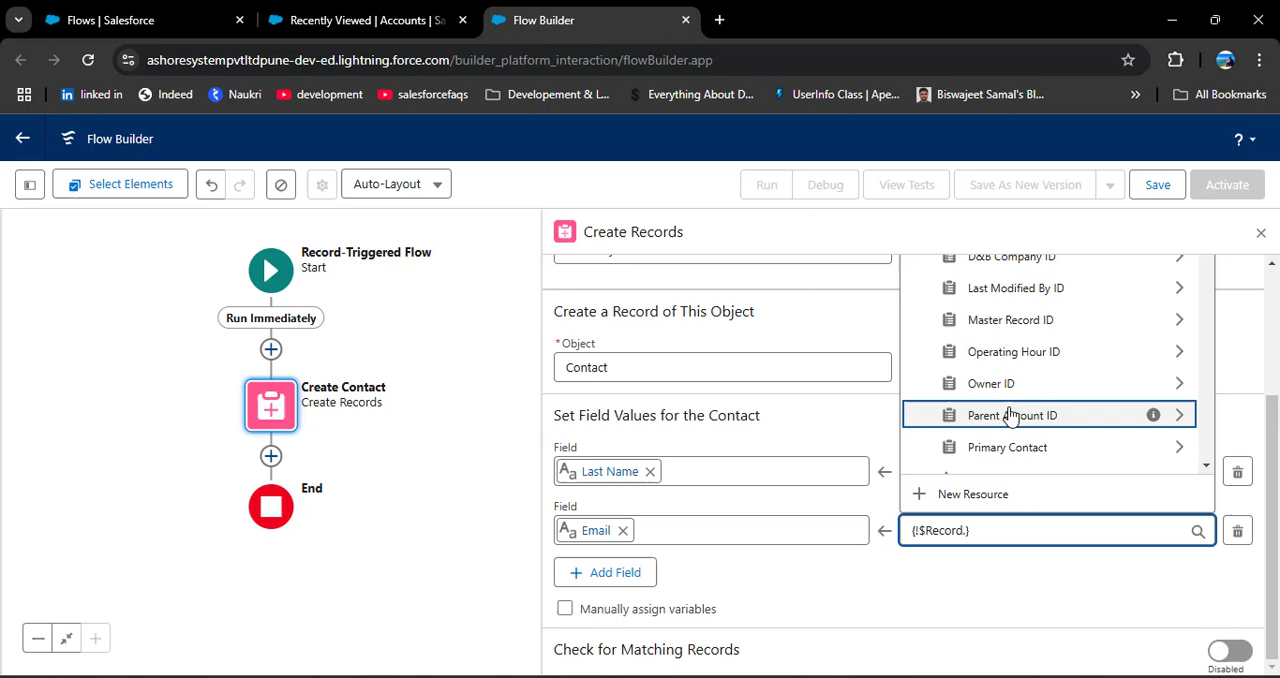 Flows | Salesforce
Recently Viewed | Accounts | Sa
Flow Builder
ashoresystempvtltdpune-dev-ed.lightning.force.com/builder_platform_interaction/flowBuilder.app
linked in
Indeed
Naukri
development
salesforcefaqs
Developement & L...
Everything About D...
UserInfo Class | Ape...
Biswajeet Samal's Bl...
All Bookmarks
Flow Builder
?
Select Elements
Auto-Layout
Run
Debug
View Tests
Save As New Version
Save
Activate
Record-Triggered Flow
Start
Run Immediately
Create Contact
Create Records
End
Create Records
Create a Record of This Object
*Object
Contact
Set Field Values for the Contact
Field
Aa Last Name
Field
Aa Email
Add Field
Manually assign variables
Check for Matching Records
Disabled
D&B Company ID
Last Modified By ID
Master Record ID
Operating Hour ID
Owner ID
Parent ID
Primary Contact
New Resource
{!$Record.}